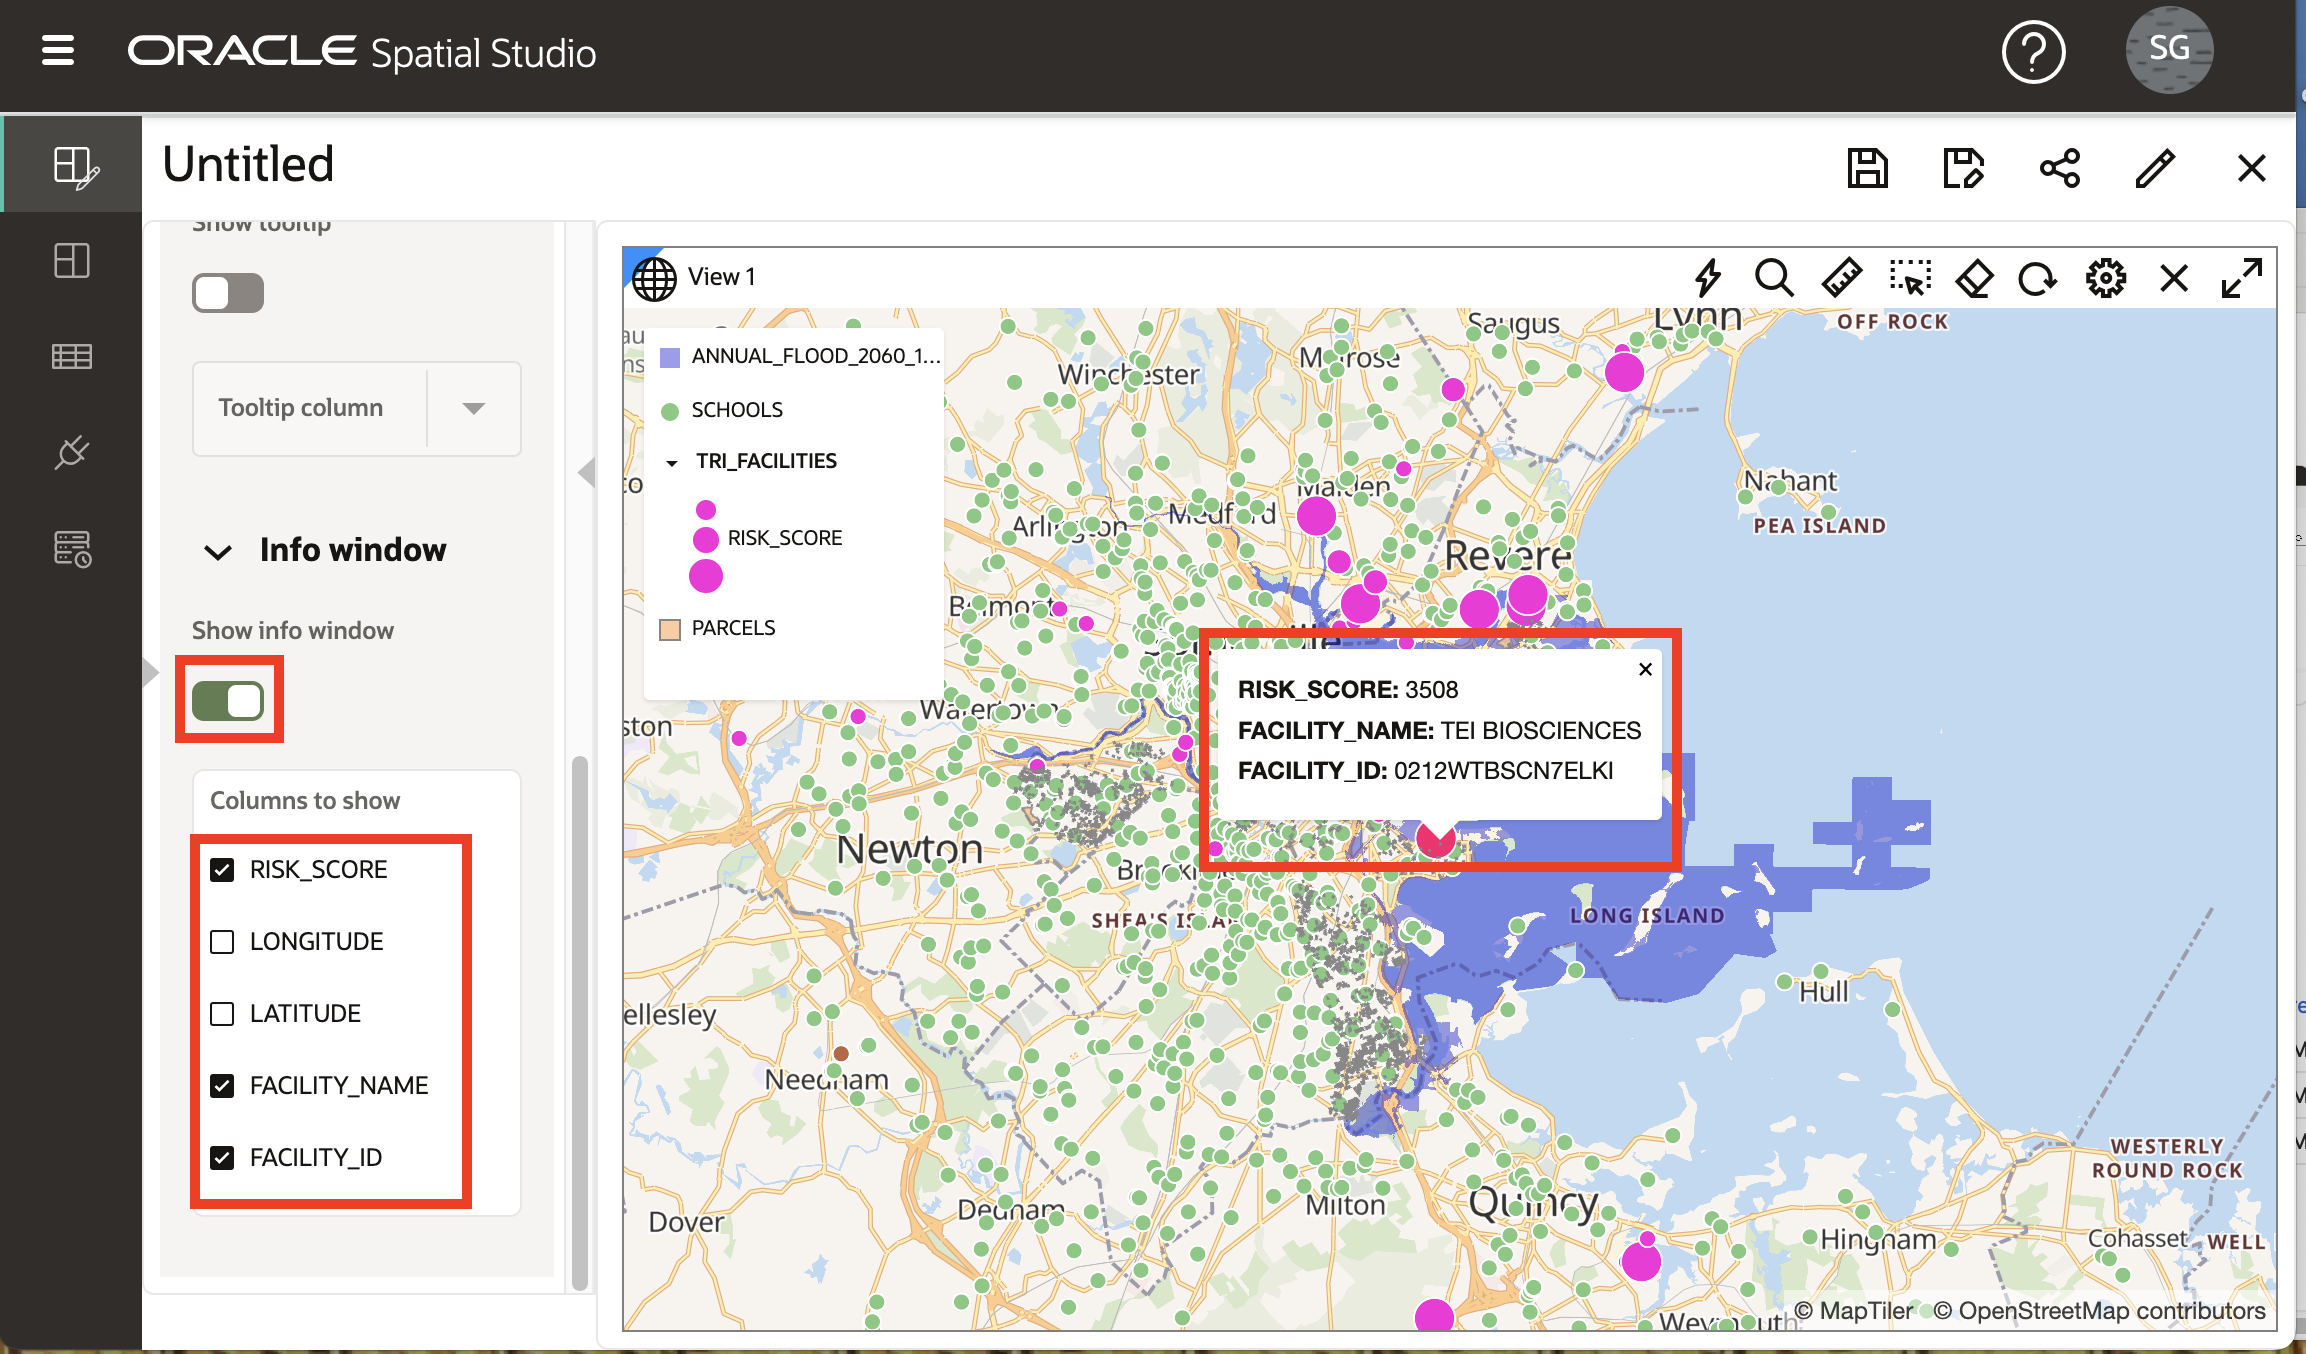 ORACLE Spatial Studio
SG
Untitled
Show tooltip
Tooltip column
Info window
Show info window
Columns to show
RISK_SCORE
LONGITUDE
LATITUDE
FACILITY_NAME
FACILITY_ID
View 1
ANNUAL_FLOOD_2060_1...
SCHOOLS
TRI_FACILITIES
RISK_SCORE
PARCELS
RISK_SCORE: 3508
FACILITY_NAME: TEI BIOSCIENCES
FACILITY_ID: 0212WTBSCN7ELKI
Saugus
Lynn
OFF ROCK
Melrose
Winchester
Nahant
PEA ISLAND
Malden
Medford
Arlington
Revere
Belmont
Watertown
Newton
SHEA'S ISLA
LONG ISLAND
Hull
ellesley
Needham
WESTERLY
ROUND ROCK
Dover
Dedham
Milton
Quincy
Hingham
Cohasset
WELL
Weymouth
© MapTiler © OpenStreetMap contributors